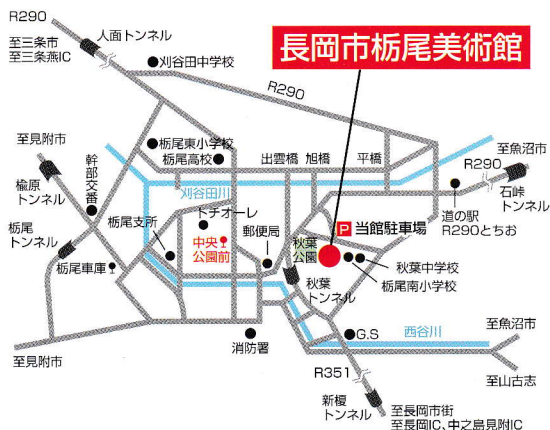 人面トンネル
至三条市
至三条燕IC
刈谷田中学校
長岡市栃尾美術館
R290
至見附市
幹部交番
栃尾東小学校
栃尾高校
出雲橋
旭橋
平橋
至魚沼市
R290
楡原
トンネル
刈谷田川
石峠
トンネル
道の駅
R290とちお
栃尾
トンネル
栃尾支所
トチオーレ
P 当館駐車場
中央
公園前
郵便局
秋葉
公園
栃尾車庫
秋葉中学校
栃尾南小学校
秋葉
トンネル
至見附市
消防署
G.S
西谷川
至魚沼市
R351
至山古志
新榎
トンネル
至長岡市街
至長岡IC、中之島見附IC